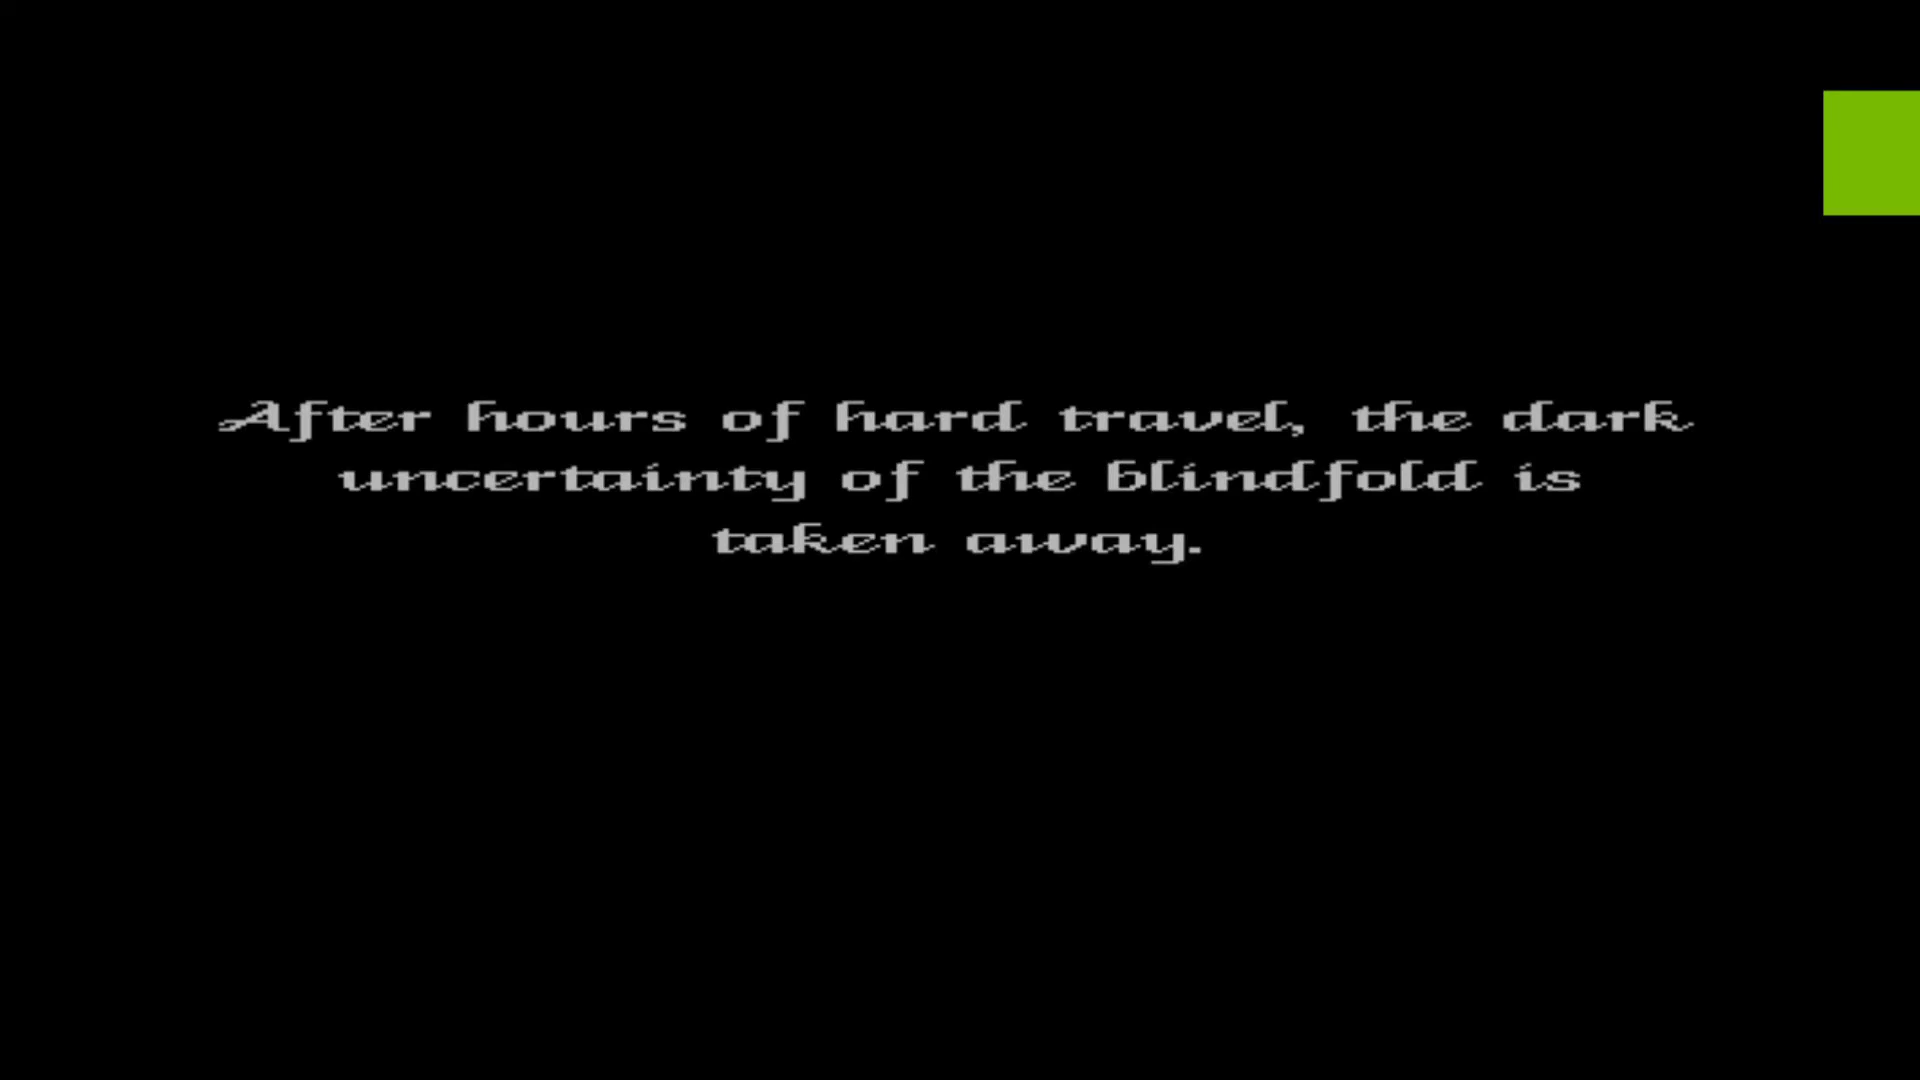 After hours of hard travel, the dark
uncertainty of the blindfold is
taken away.